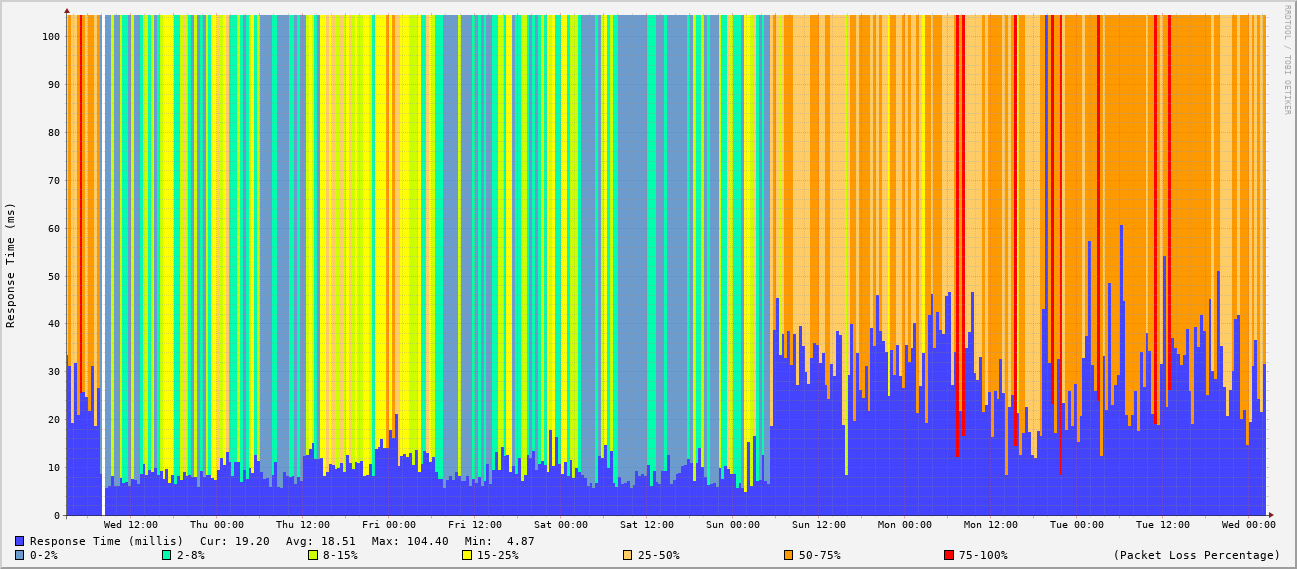 RRDTOOL / TOBI OETIKER
Response Time (ms)
100
90
80
70
60
50
40
30
20
10
0
Wed 12:00 Thu 00:00 Thu 12:00 Fri 00:00 Fri 12:00 Sat 00:00 Sat 12:00 Sun 00:00 Sun 12:00 Mon 00:00 Mon 12:00 Tue 00:00 Tue 12:00 Wed 00:00
Response Time (millis) Cur: 19.20 Avg: 18.51 Max: 104.40 Min: 4.87
0-2% 2-8% 8-15% 15-25% 25-50% 50-75% 75-100% (Packet Loss Percentage)